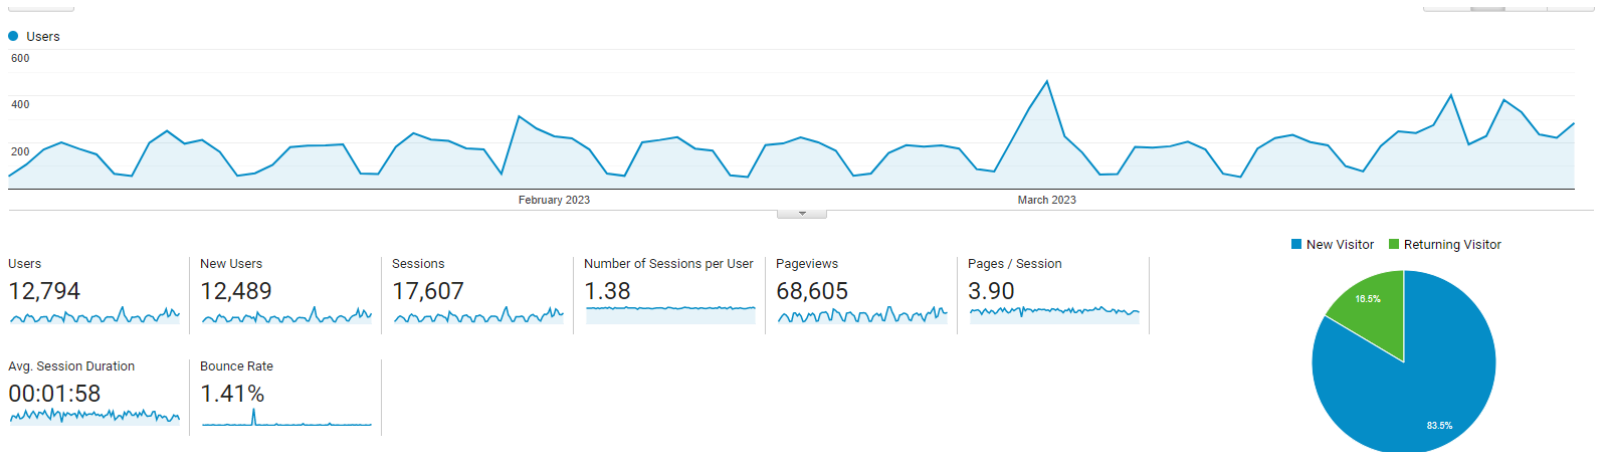 Users
600
400
200
February 2023
March 2023
New Visitor
Returning Visitor
Users
New Users
Sessions
Number of Sessions per User
Pageviews
Pages / Session
12,794
12,489
17,607
1.38
68,605
3.90
16.5%
Avg. Session Duration
Bounce Rate
00:01:58
1.41%
83.5%